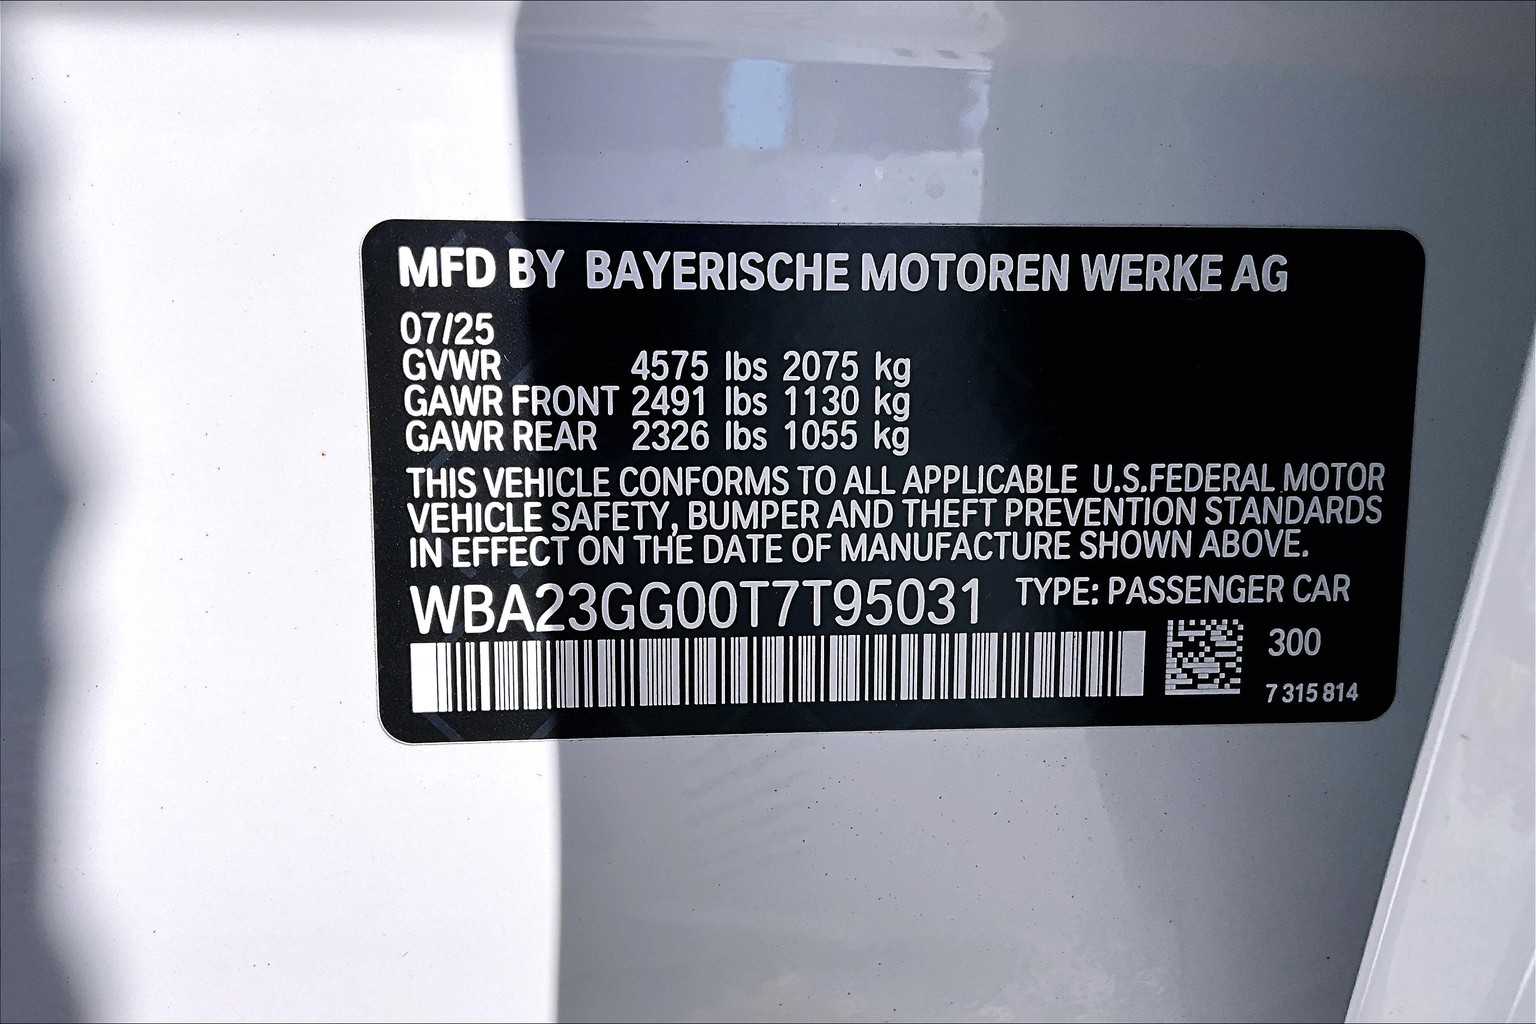 MFD BY BAYERISCHE MOTOREN WERKE AG
07/25
GVWR 4575 lbs 2075 kg
GAWR FRONT 2491 lbs 1130 kg
GAWR REAR 2326 lbs 1055 kg
THIS VEHICLE CONFORMS TO ALL APPLICABLE U.S.FEDERAL MOTOR
VEHICLE SAFETY, BUMPER AND THEFT PREVENTION STANDARDS
IN EFFECT ON THE DATE OF MANUFACTURE SHOWN ABOVE.
WBA23GG00T7T95031 TYPE: PASSENGER CAR
300
7 315 814